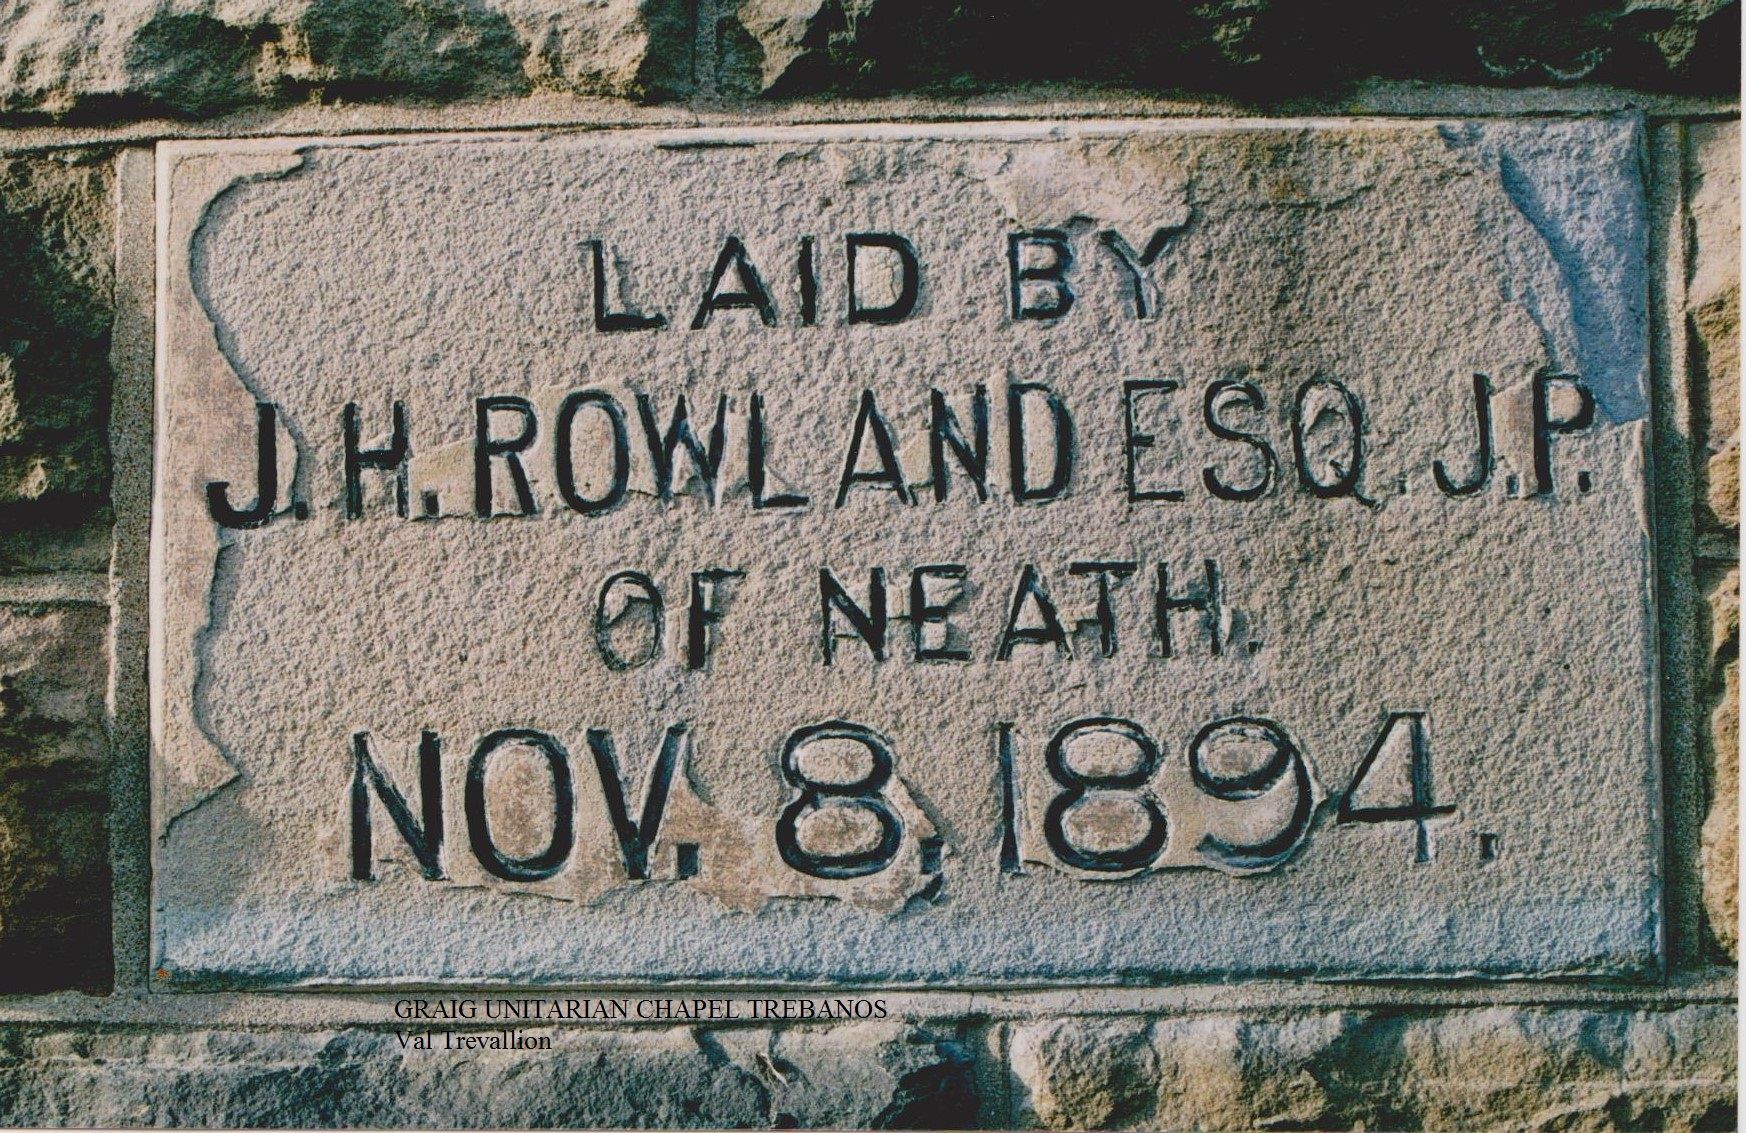 LAID BY
J.H. ROWLAND ESQ. J.P.
OF NEATH.
NOV. 8, 1894.
GRAIG UNITARIAN CHAPEL TREBANOS
Val Trevallion